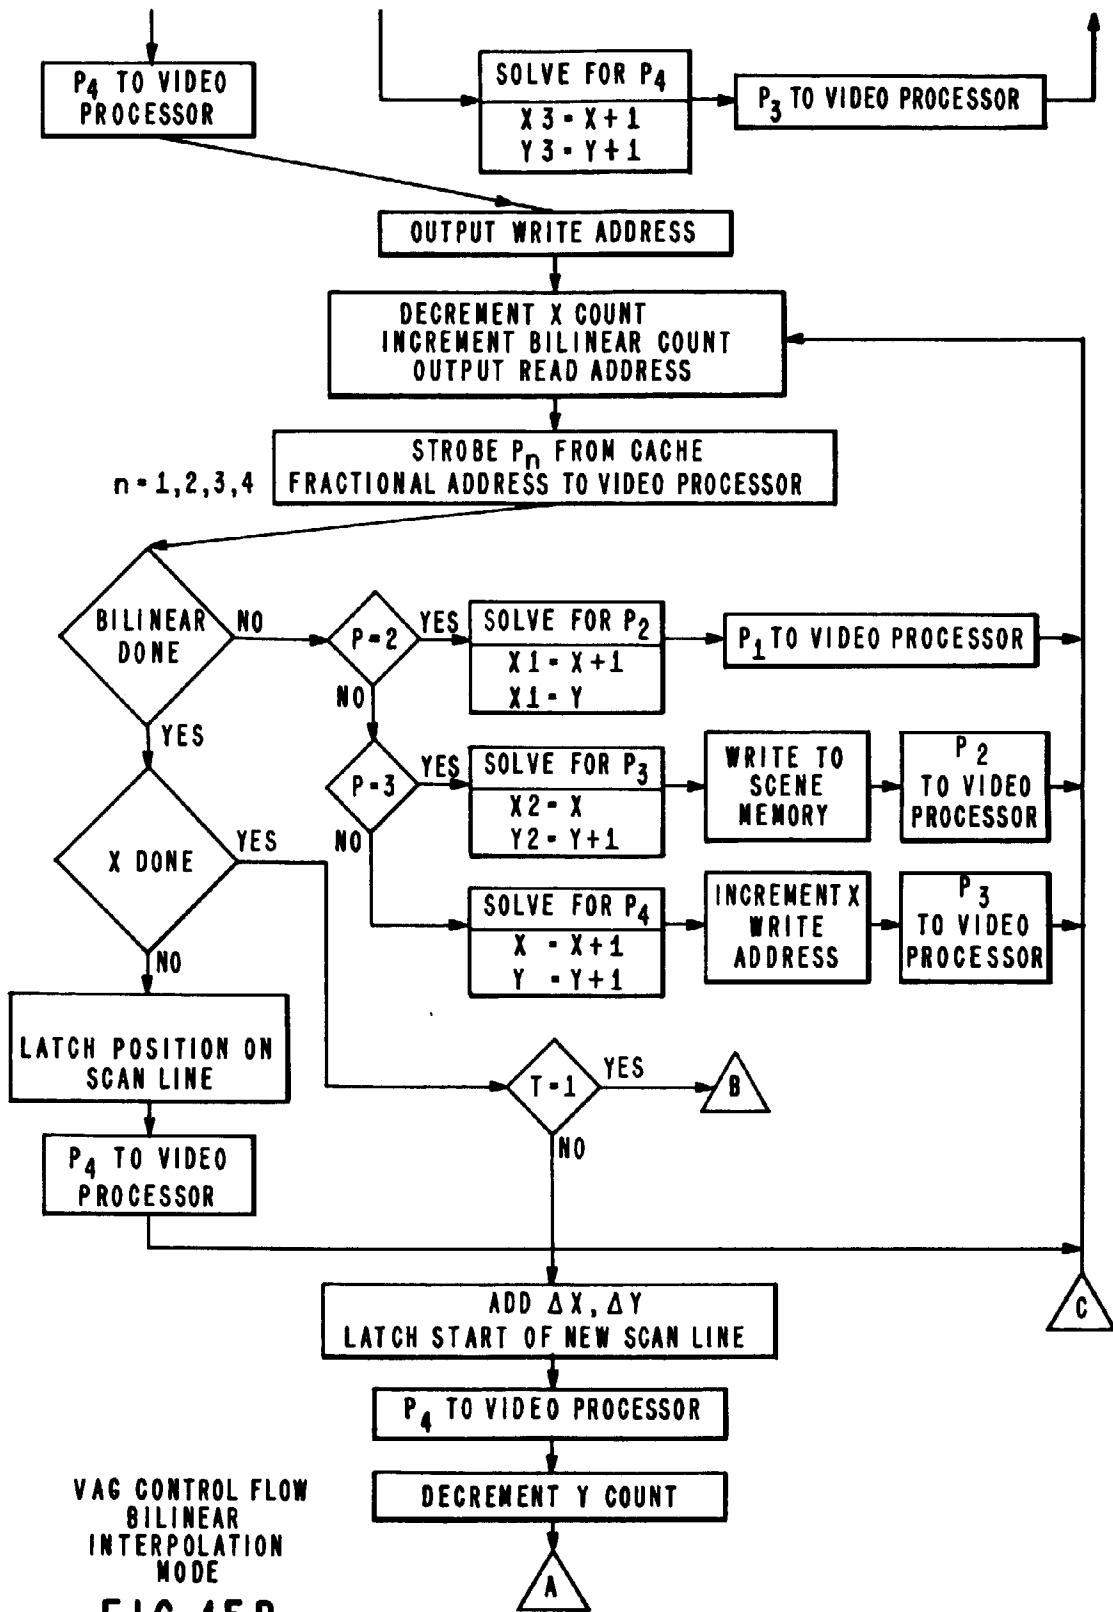 P4 TO VIDEO
PROCESSOR
SOLVE FOR P4
X3=X+1
Y3=Y+1
P3 TO VIDEO PROCESSOR
OUTPUT WRITE ADDRESS
DECREMENT X COUNT
INCREMENT BILINEAR COUNT
OUTPUT READ ADDRESS
STROBE Pn FROM CACHE
FRACTIONAL ADDRESS TO VIDEO PROCESSOR
n=1,2,3,4
BILINEAR
DONE
NO
YES
P=2
YES
NO
SOLVE FOR P2
X1=X+1
X1=Y
P1 TO VIDEO PROCESSOR
P=3
YES
NO
SOLVE FOR P3
X2=X
Y2=Y+1
WRITE TO
SCENE
MEMORY
P2
TO VIDEO
PROCESSOR
X DONE
YES
NO
SOLVE FOR P4
X =X+1
Y =Y+1
INCREMENT X
WRITE
ADDRESS
P3
TO VIDEO
PROCESSOR
LATCH POSITION ON
SCAN LINE
T=1
YES
B
NO
P4 TO VIDEO
PROCESSOR
C
ADD ΔX, ΔY
LATCH START OF NEW SCAN LINE
P4 TO VIDEO PROCESSOR
DECREMENT Y COUNT
A
VAG CONTROL FLOW
BILINEAR
INTERPOLATION
MODE